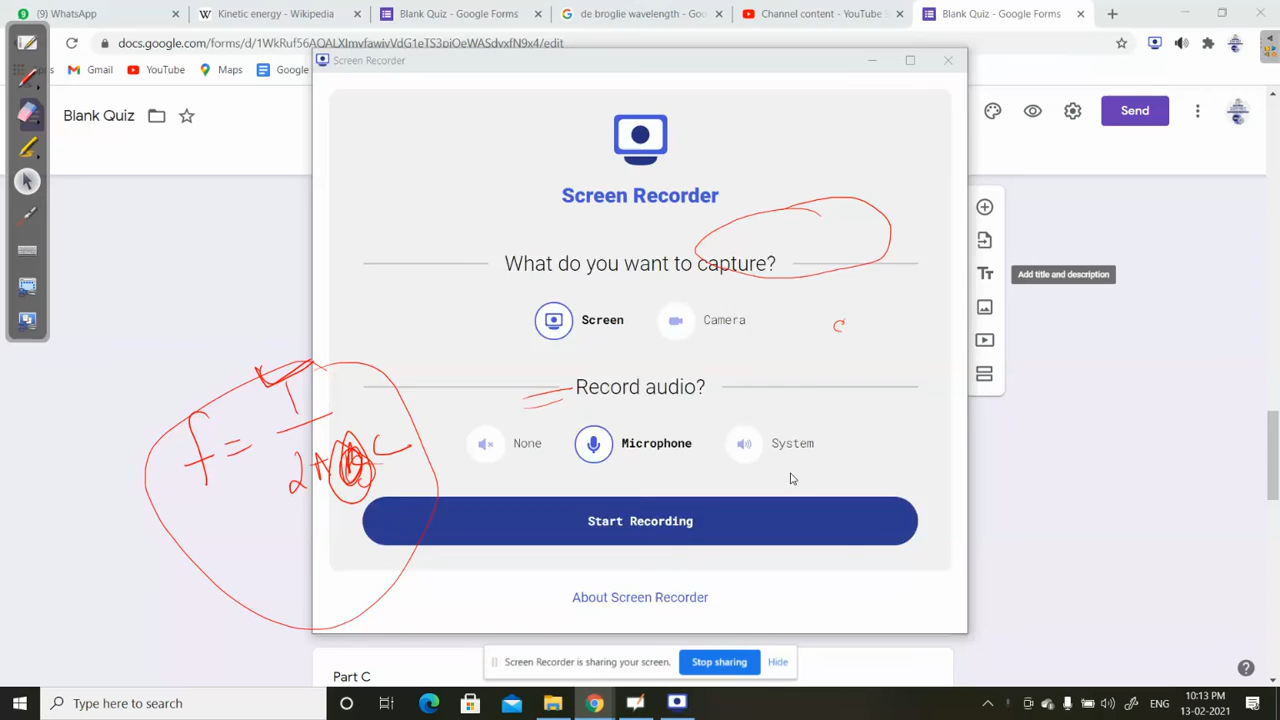 WhatsApp
Kinetic energy - Wikipedia
Blank Quiz - Google Forms
de broglie wavelength - Goo
Channel content - YouTube S
Blank Quiz - Google Forms
docs.google.com/forms/d/
/edit
Gmail
YouTube
Maps
Google
Screen Recorder
Blank Quiz
Send
Screen Recorder
What do you want to capture?
Add title and description
Screen
Camera
Record audio?
None
Microphone
System
f = 1
2π
C
Start Recording
About Screen Recorder
Screen Recorder is sharing your screen.
Stop sharing
Hide
Part C
Type here to search
ENG
10:13 PM
13-02-2021